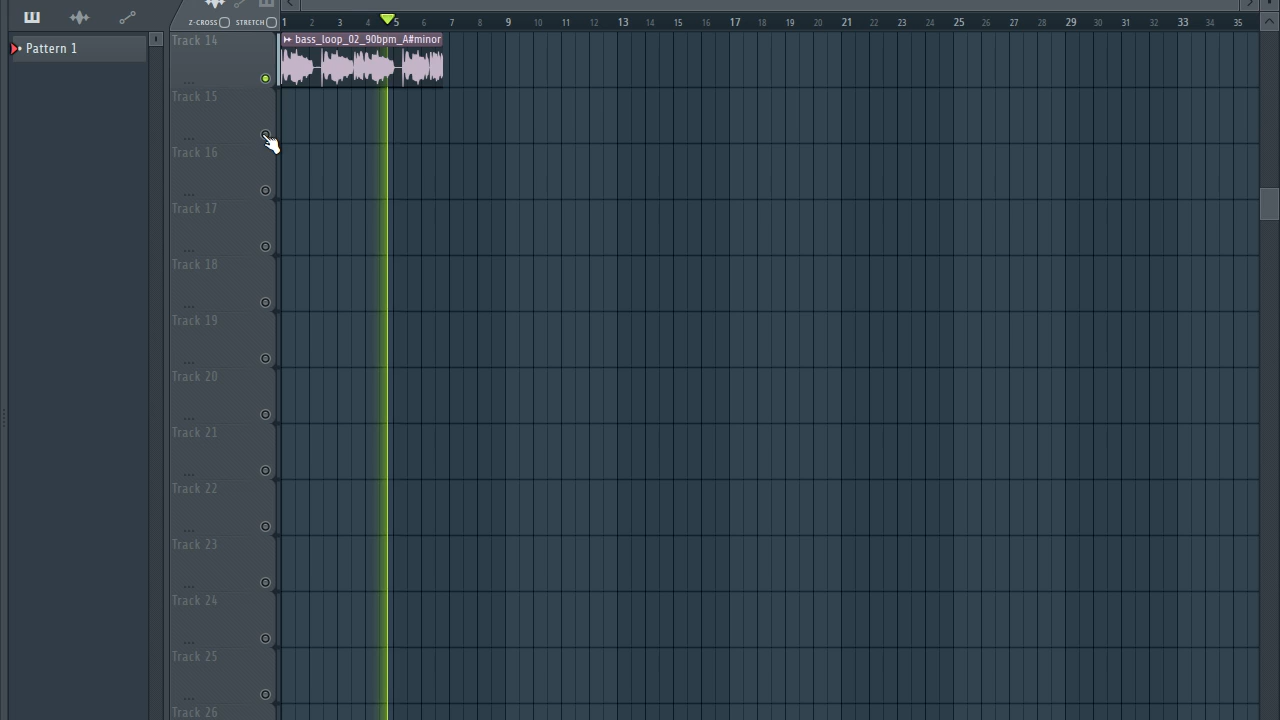 Z-CROSS STRETCH 1 2 3 4 5 6 7 8 9 10 11 12 13 14 15 16 17 18 19 20 21 22 23 24 25 26 27 28 29 30 31 32 33 34 35
Pattern 1
Track 14
bass_loop_02_90bpm_A#minor
Track 15
Track 16
Track 17
Track 18
Track 19
Track 20
Track 21
Track 22
Track 23
Track 24
Track 25
Track 26